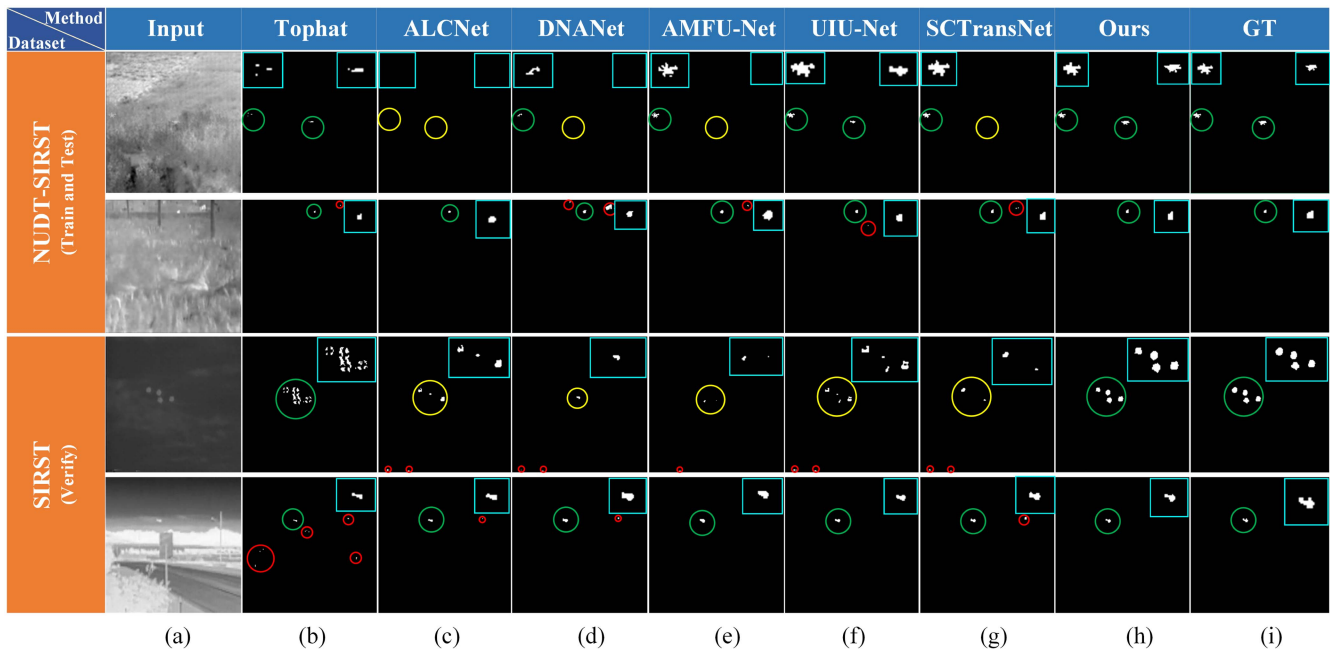 Method
Dataset
Input
Tophat
ALCNet
DNANet
AMFU-Net
UIU-Net
SCTransNet
Ours
GT
NUDT-SIRST
(Train and Test)
SIRST
(Verify)
(a)
(b)
(c)
(d)
(e)
(f)
(g)
(h)
(i)